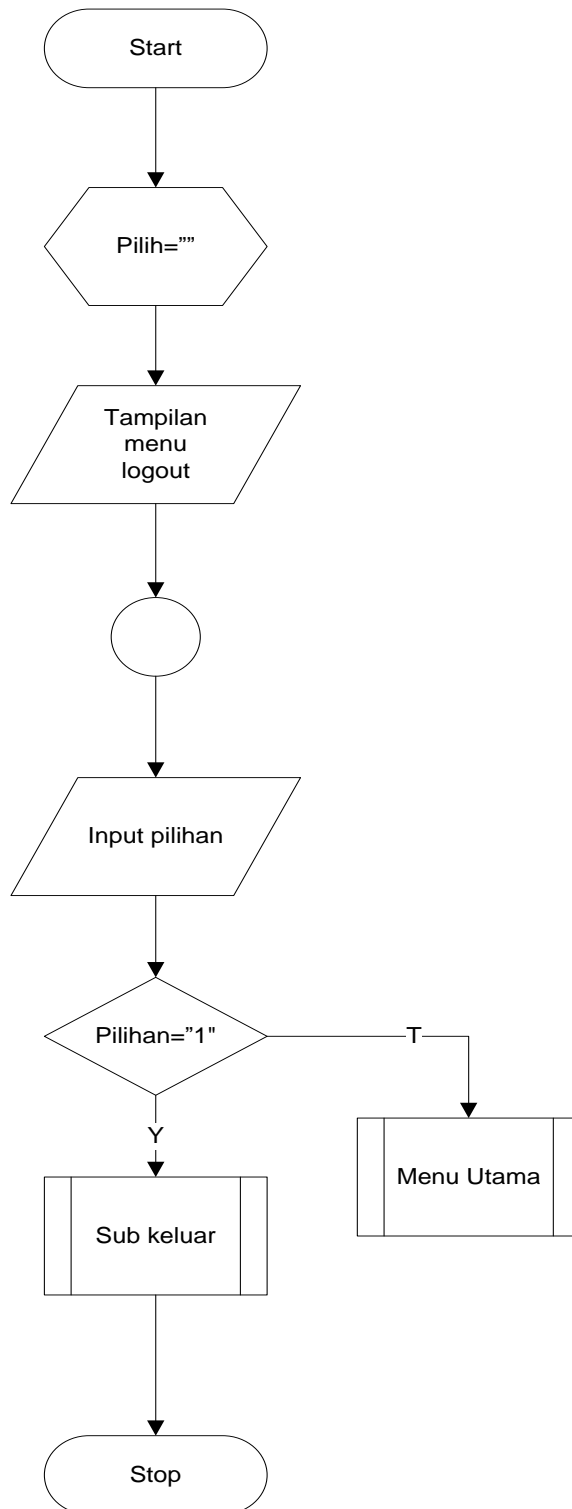 Start
Pilih=””
Tampilan
menu
logout
Input pilihan
Pilihan=”1"
T
Y
Menu Utama
Sub keluar
Stop